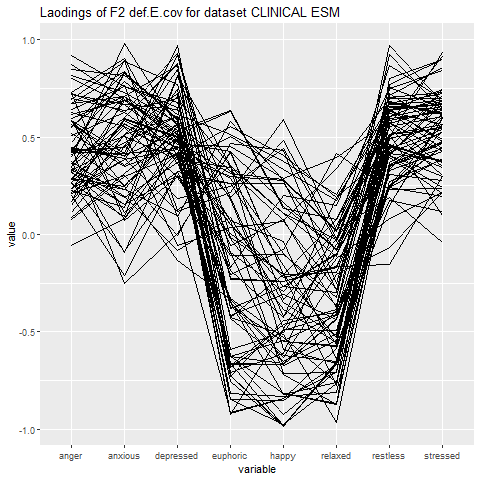 Laodings of F2 def.E.cov for dataset CLINICAL ESM
1.0
0.5
0.0
-0.5
-1.0
value
anger anxious depressed euphoric happy relaxed restless stressed
variable